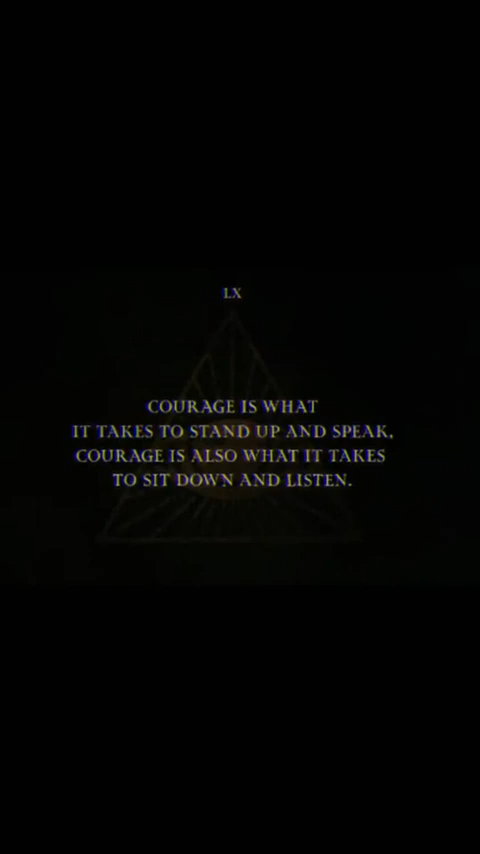 LX
COURAGE IS WHAT
IT TAKES TO STAND UP AND SPEAK,
COURAGE IS ALSO WHAT IT TAKES
TO SIT DOWN AND LISTEN.